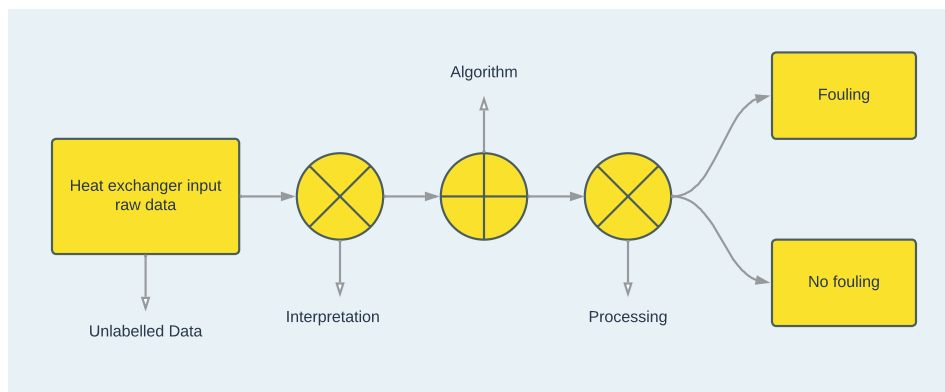 Algorithm
Fouling
Heat exchanger input
raw data
No fouling
Unlabelled Data
Interpretation
Processing